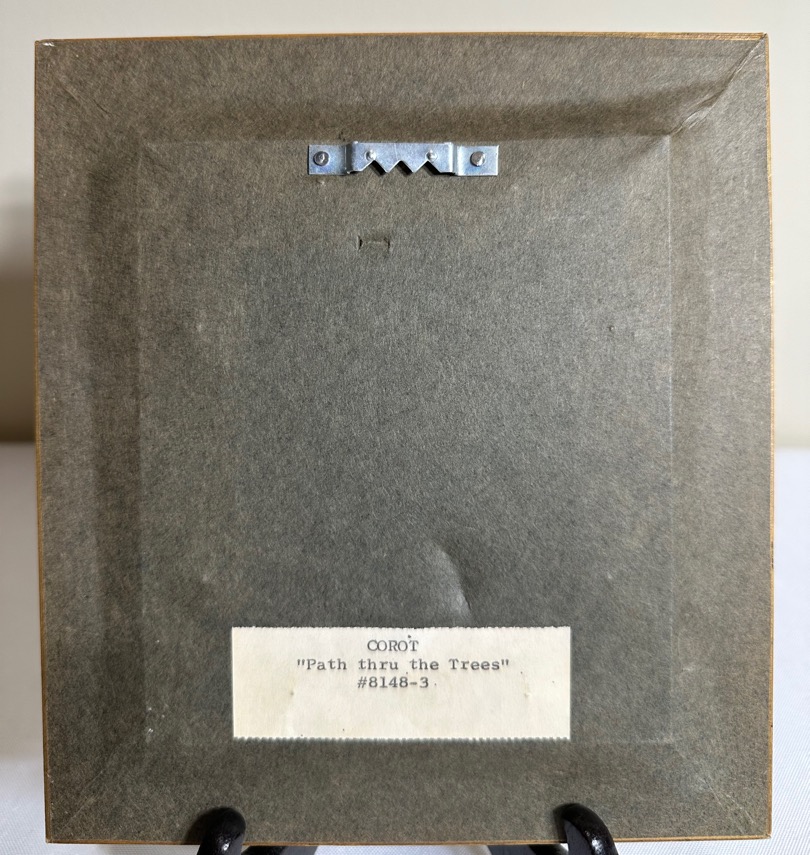 COROT
"Path thru the Trees"
#8148-3